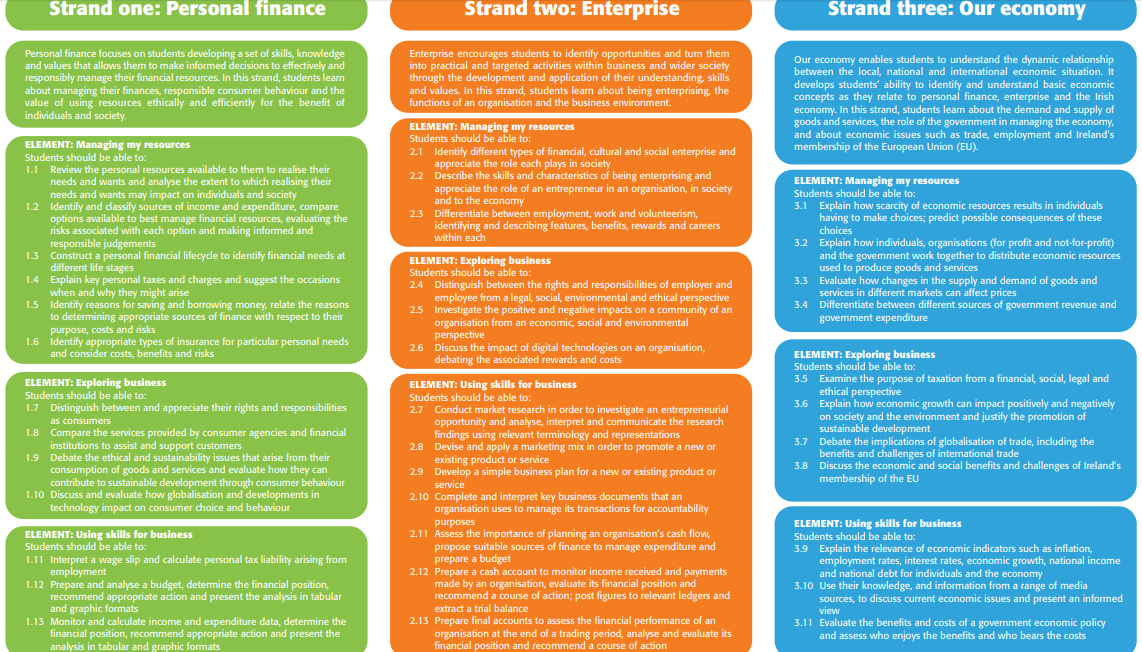 Strand one: Personal finance
Personal finance focuses on students developing a set of skills, knowledge
and values that allows them to make informed decisions to effectively and
responsibly manage their financial resources. In this strand, students learn
about managing their finances, responsible consumer behaviour and the
value of using resources ethically and efficiently for the benefit of
individuals and society.
ELEMENT: Managing my resources
Students should be able to:
1.1 Review the personal resources available to them to realise their
needs and wants and analyse the extent to which realising their
needs and wants may impact on individuals and society
1.2 Identify and classify sources of income and expenditure, compare
options available to best manage financial resources, evaluating the
risks associated with each option and making informed and
responsible judgements
1.3 Construct a personal financial lifecycle to identify financial needs at
different life stages
1.4 Explain key personal taxes and charges and suggest the occasions
when and why they might arise
1.5 Identify reasons for saving and borrowing money, relate the reasons
to determining appropriate sources of finance with respect to their
purpose, costs and risks
1.6 Identify appropriate types of insurance for particular personal needs
and consider costs, benefits and risks
ELEMENT: Exploring business
Students should be able to:
1.7 Distinguish between and appreciate their rights and responsibilities
as consumers
1.8 Compare the services provided by consumer agencies and financial
institutions to assist and support customers
1.9 Debate the ethical and sustainability issues that arise from their
consumption of goods and services and evaluate how they can
contribute to sustainable development through consumer behaviour
1.10 Discuss and evaluate how globalisation and developments in
technology impact on consumer choice and behaviour
ELEMENT: Using skills for business
Students should be able to:
1.11 Interpret a wage slip and calculate personal tax liability arising from
employment
1.12 Prepare and analyse a budget, determine the financial position,
recommend appropriate action and present the analysis in tabular
and graphic formats
1.13 Monitor and calculate income and expenditure data, determine the
financial position, recommend appropriate action and present the
analysis in tabular and graphic formats
Strand two: Enterprise
Enterprise encourages students to identify opportunities and turn them
into practical and targeted activities within business and wider society
through the development and application of their understanding, skills
and values. In this strand, students learn about being enterprising, the
functions of an organisation and the business environment.
ELEMENT: Managing my resources
Students should be able to:
2.1 Identify different types of financial, cultural and social enterprise and
appreciate the role each plays in society
2.2 Describe the skills and characteristics of being enterprising and
appreciate the role of an entrepreneur in an organisation, in society
and to the economy
2.3 Differentiate between employment, work and volunteerism,
identifying and describing features, benefits, rewards and careers
within each
ELEMENT: Exploring business
Students should be able to:
2.4 Distinguish between the rights and responsibilities of employer and
employee from a legal, social, environmental and ethical perspective
2.5 Investigate the positive and negative impacts on a community of an
organisation from an economic, social and environmental
perspective
2.6 Discuss the impact of digital technologies on an organisation,
debating the associated rewards and costs
ELEMENT: Using skills for business
Students should be able to:
2.7 Conduct market research in order to investigate an entrepreneurial
opportunity and analyse, interpret and communicate the research
findings using relevant terminology and representations
2.8 Devise and apply a marketing mix in order to promote a new or
existing product or service
2.9 Develop a simple business plan for a new or existing product or
service
2.10 Complete and interpret key business documents that an
organisation uses to manage its transactions for accountability
purposes
2.11 Assess the importance of planning an organisation's cash flow,
propose suitable sources of finance to manage expenditure and
prepare a budget
2.12 Prepare a cash account to monitor income received and payments
made by an organisation, evaluate its financial position and
recommend a course of action; post figures to relevant ledgers and
extract a trial balance
2.13 Prepare final accounts to assess the financial performance of an
organisation at the end of a trading period, analyse and evaluate its
financial position and recommend a course of action
Strand three: Our economy
Our economy enables students to understand the dynamic relationship
between the local, national and international economic situation. It
develops students' ability to identify and understand basic economic
concepts as they relate to personal finance, enterprise and the Irish
economy. In this strand, students learn about the demand and supply of
goods and services, the role of the government in managing the economy,
and about economic issues such as trade, employment and Ireland's
membership of the European Union (EU).
ELEMENT: Managing my resources
Students should be able to:
3.1 Explain how scarcity of economic resources results in individuals
having to make choices; predict possible consequences of these
choices
3.2 Explain how individuals, organisations (for profit and not-for-profit)
and the government work together to distribute economic resources
used to produce goods and services
3.3 Evaluate how changes in the supply and demand of goods and
services in different markets can affect prices
3.4 Differentiate between different sources of government revenue and
government expenditure
ELEMENT: Exploring business
Students should be able to:
3.5 Examine the purpose of taxation from a financial, social, legal and
ethical perspective
3.6 Explain how economic growth can impact positively and negatively
on society and the environment and justify the promotion of
sustainable development
3.7 Debate the implications of globalisation of trade, including the
benefits and challenges of international trade
3.8 Discuss the economic and social benefits and challenges of Ireland's
membership of the EU
ELEMENT: Using skills for business
Students should be able to:
3.9 Explain the relevance of economic indicators such as inflation,
employment rates, interest rates, economic growth, national income
and national debt for individuals and the economy
3.10 Use their knowledge, and information from a range of media
sources, to discuss current economic issues and present an informed
view
3.11 Evaluate the benefits and costs of a government economic policy
and assess who enjoys the benefits and who bears the costs